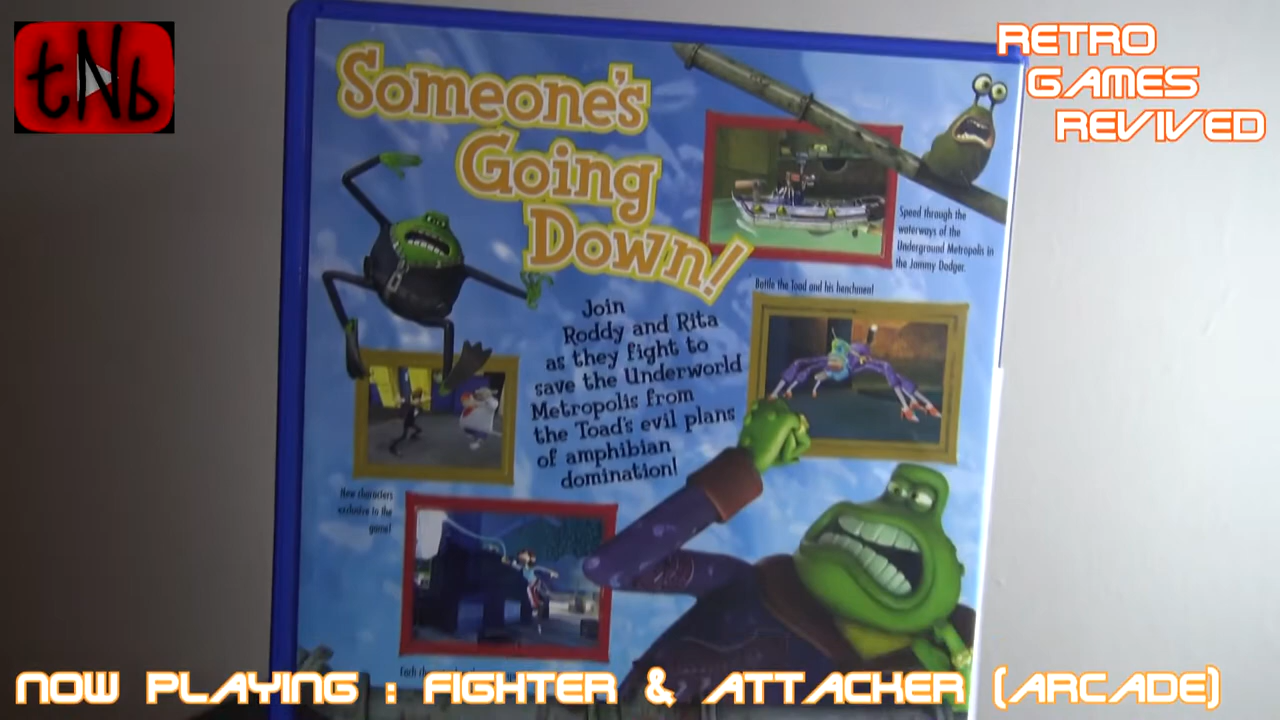 tNb
RETRO
GAMES
REVIVED
Someone's
Going
Down!
Speed through the
waterways of the
Underground Metropolis in
the Jammy Dodger.
Battle the Toad and his henchmen!
Join
Roddy and Rita
as they fight to
save the Underworld
Metropolis from
the Toad's evil plans
of amphibian
domination!
New characters
exclusive to the
game!
NOW PLAYING : FIGHTER & ATTACKER (ARCADE)